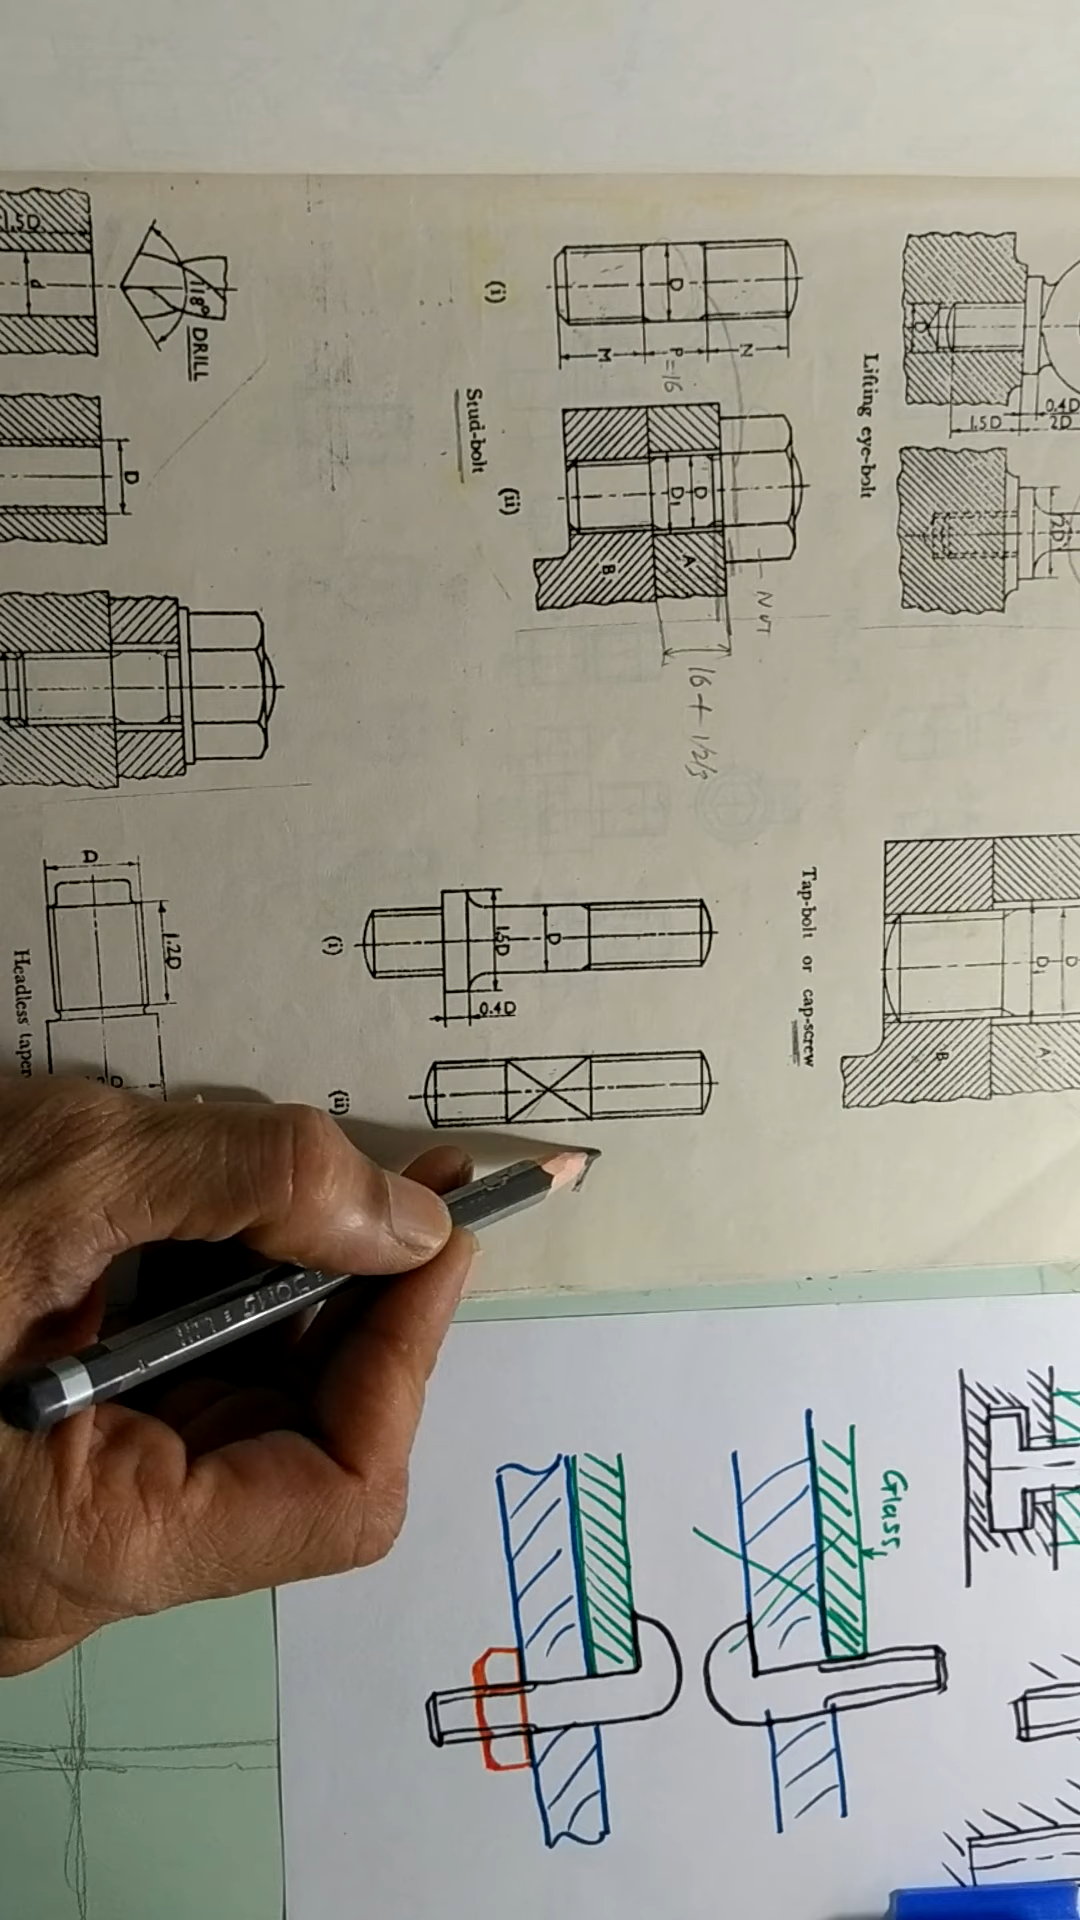 Lifting eye-bolt
D
1.5D
0.4D
2D
2D
Tap-bolt or cap-screw
D
D₁
A
B
Stud-bolt
(i)
D
M
P
= 16
N
(ii)
D
D₁
A
B
NUT
16 + 1/2/3
(i)
1.5D
D
0.4D
(ii)
1.5D
d
118°
DRILL
D
D
1.2D
D
Headless taper
Glass